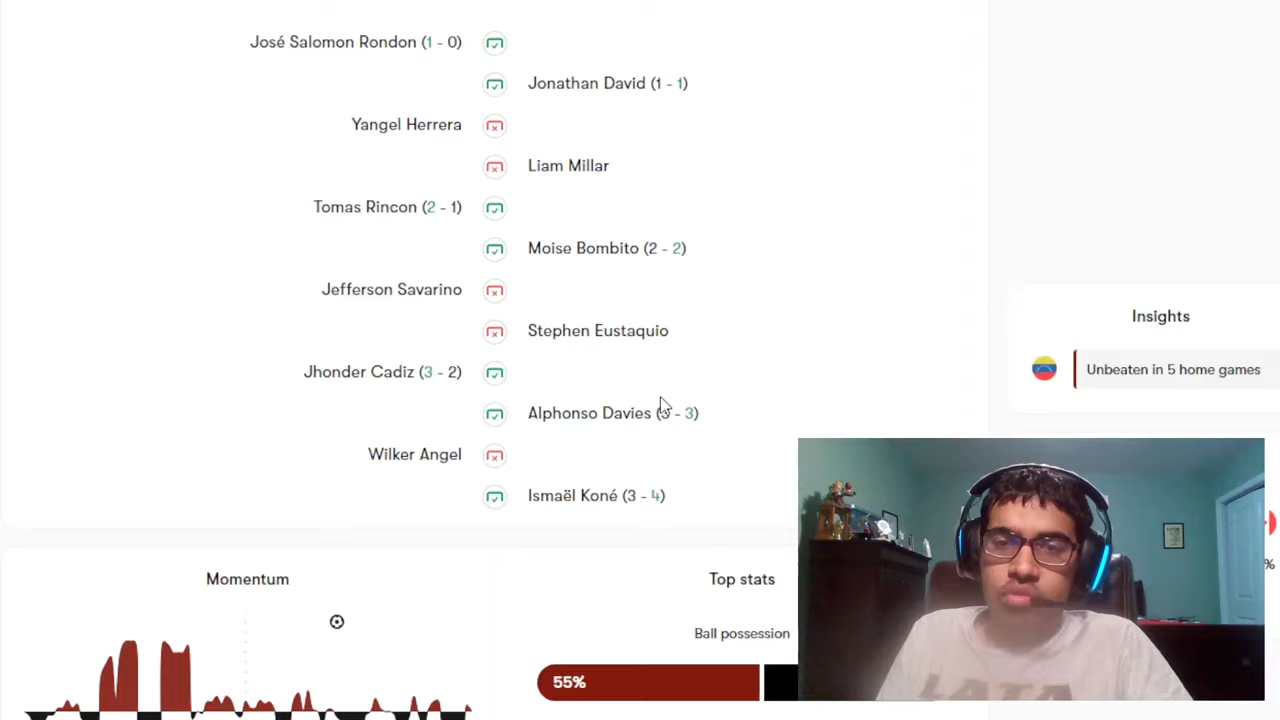 José Salomon Rondon (1 - 0)
Jonathan David (1 - 1)
Yangel Herrera
Liam Millar
Tomas Rincon (2 - 1)
Moise Bombito (2 - 2)
Jefferson Savarino
Stephen Eustaquio
Jhonder Cadiz (3 - 2)
Alphonso Davies (3 - 3)
Wilker Angel
Ismaël Koné (3 - 4)
Insights
Unbeaten in 5 home games
Momentum
Top stats
Ball possession
55%
%